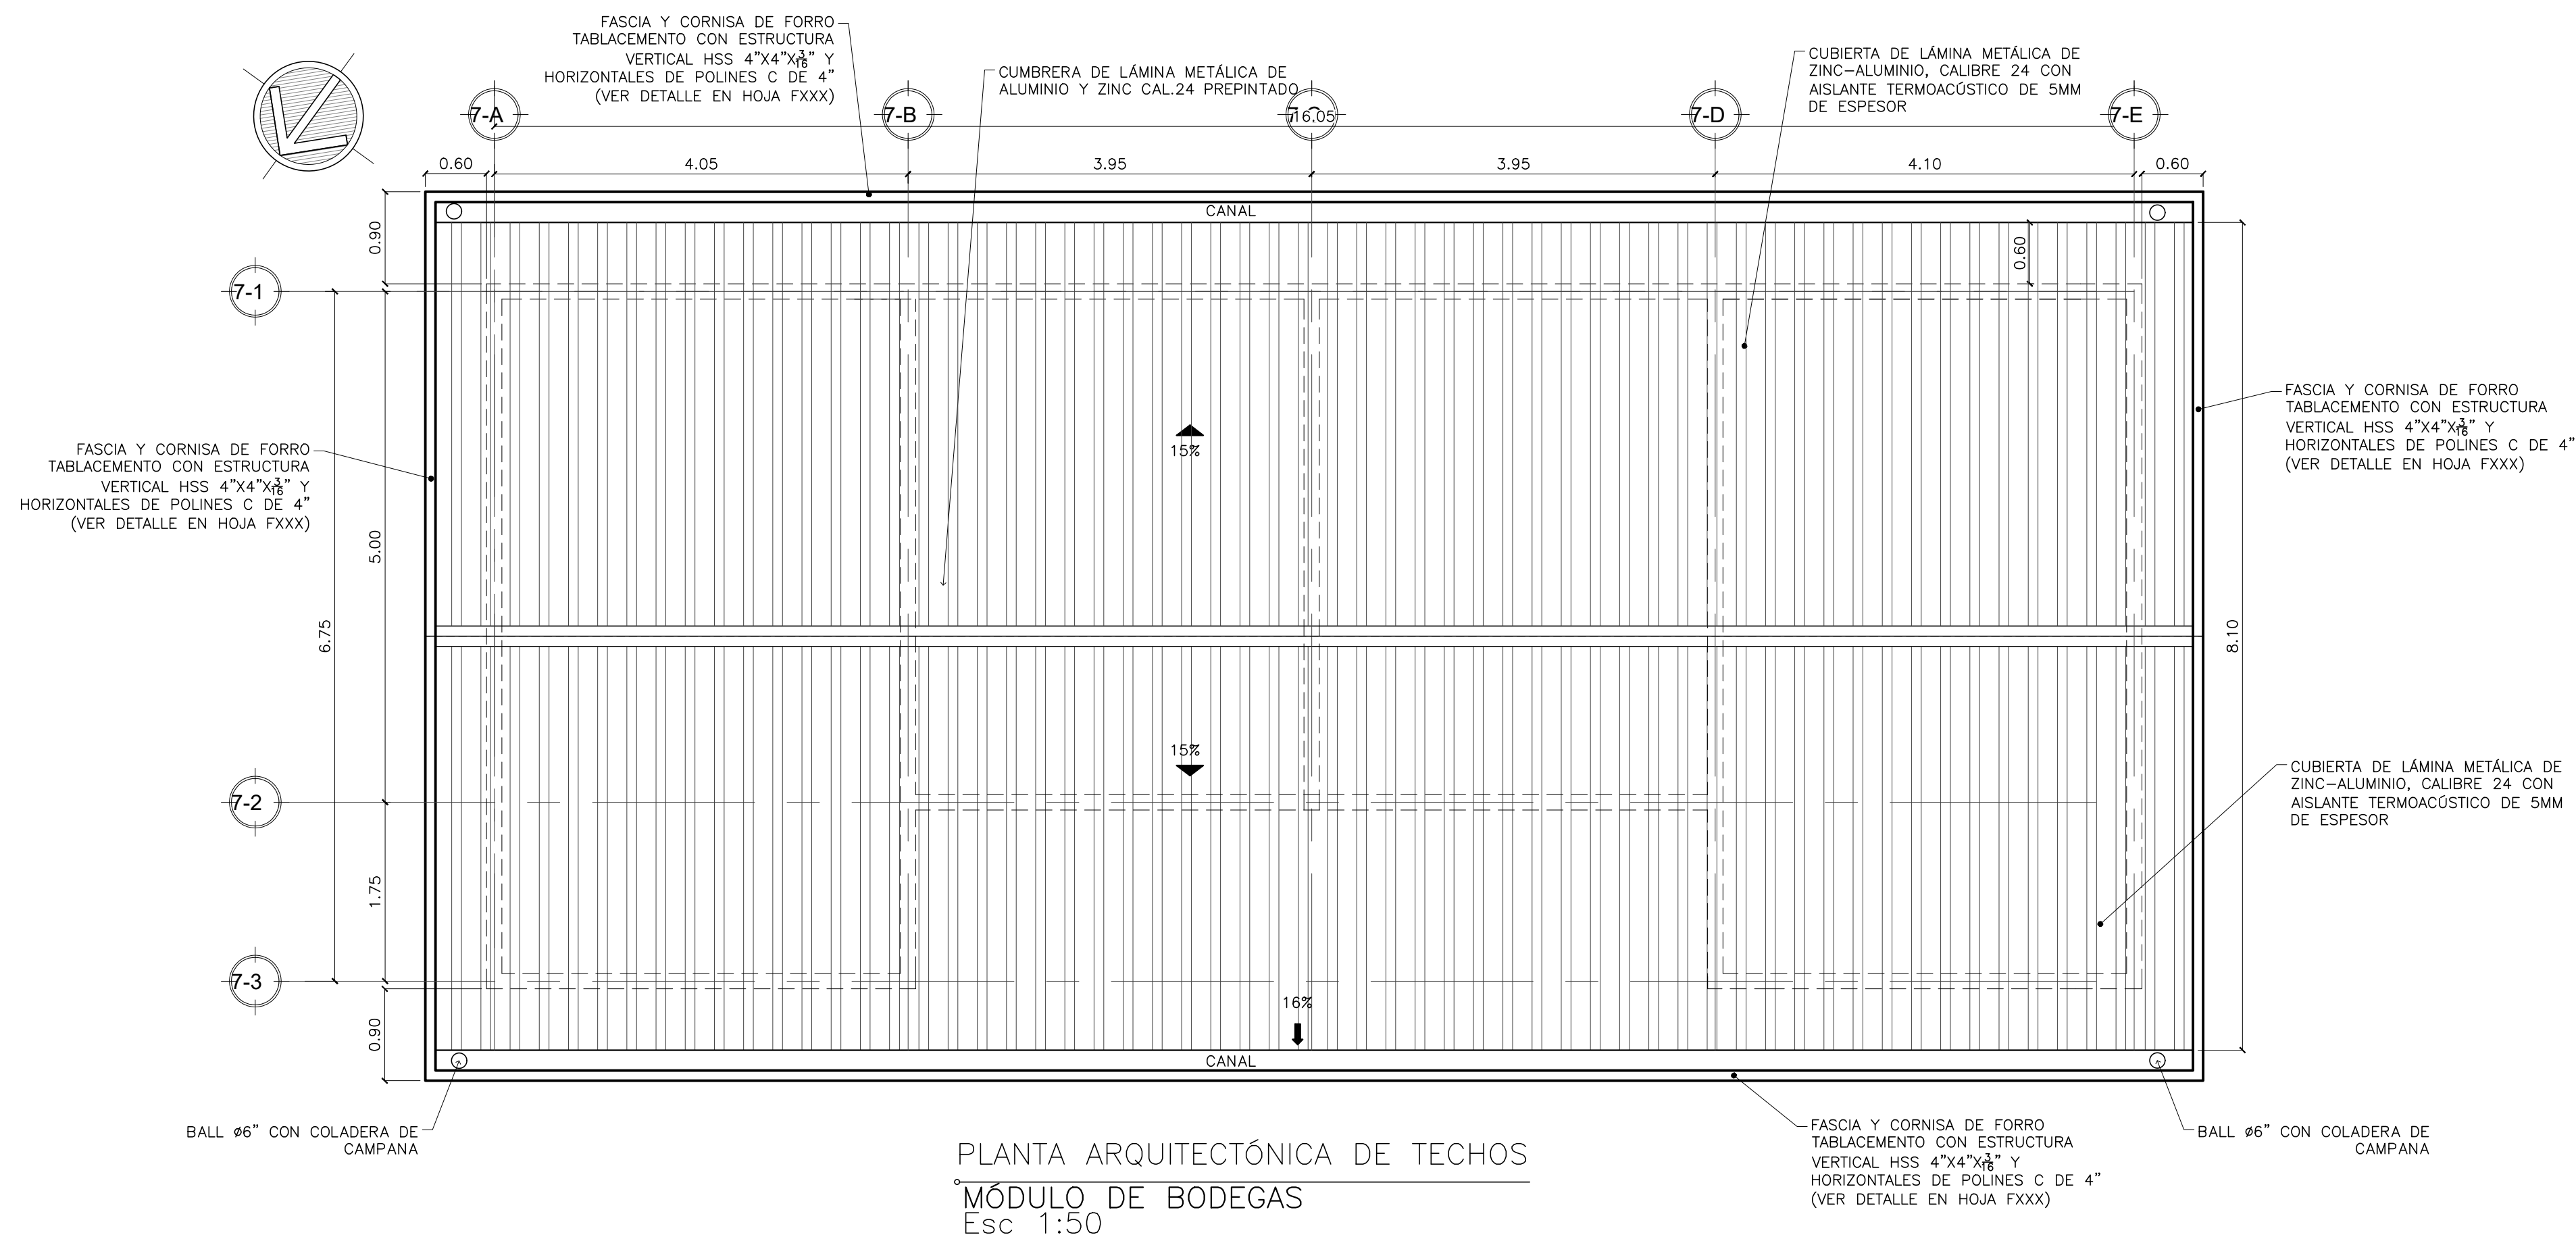 FASCIA Y CORNISA DE FORRO
TABLACEMENTO CON ESTRUCTURA
VERTICAL HSS 4"X4"X3/16" Y
HORIZONTALES DE POLINES C DE 4"
(VER DETALLE EN HOJA FXXX)
CUMBRERA DE LÁMINA METÁLICA DE
ALUMINIO Y ZINC CAL.24 PREPINTADO
CUBIERTA DE LÁMINA METÁLICA DE
ZINC-ALUMINIO, CALIBRE 24 CON
AISLANTE TERMOACÚSTICO DE 5MM
DE ESPESOR
7-A
7-B
16.05
7-D
7-E
0.60
4.05
3.95
3.95
4.10
0.60
CANAL
0.90
0.60
7-1
FASCIA Y CORNISA DE FORRO
TABLACEMENTO CON ESTRUCTURA
VERTICAL HSS 4"X4"X3/16" Y
HORIZONTALES DE POLINES C DE 4"
(VER DETALLE EN HOJA FXXX)
15%
FASCIA Y CORNISA DE FORRO
TABLACEMENTO CON ESTRUCTURA
VERTICAL HSS 4"X4"X3/16" Y
HORIZONTALES DE POLINES C DE 4"
(VER DETALLE EN HOJA FXXX)
5.00
6.75
8.10
15%
7-2
CUBIERTA DE LÁMINA METÁLICA DE
ZINC-ALUMINIO, CALIBRE 24 CON
AISLANTE TERMOACÚSTICO DE 5MM
DE ESPESOR
1.75
7-3
16%
0.90
CANAL
BALL ø6" CON COLADERA DE
CAMPANA
BALL ø6" CON COLADERA DE
CAMPANA
FASCIA Y CORNISA DE FORRO
TABLACEMENTO CON ESTRUCTURA
VERTICAL HSS 4"X4"X3/16" Y
HORIZONTALES DE POLINES C DE 4"
(VER DETALLE EN HOJA FXXX)
PLANTA ARQUITECTÓNICA DE TECHOS
MÓDULO DE BODEGAS
Esc 1:50